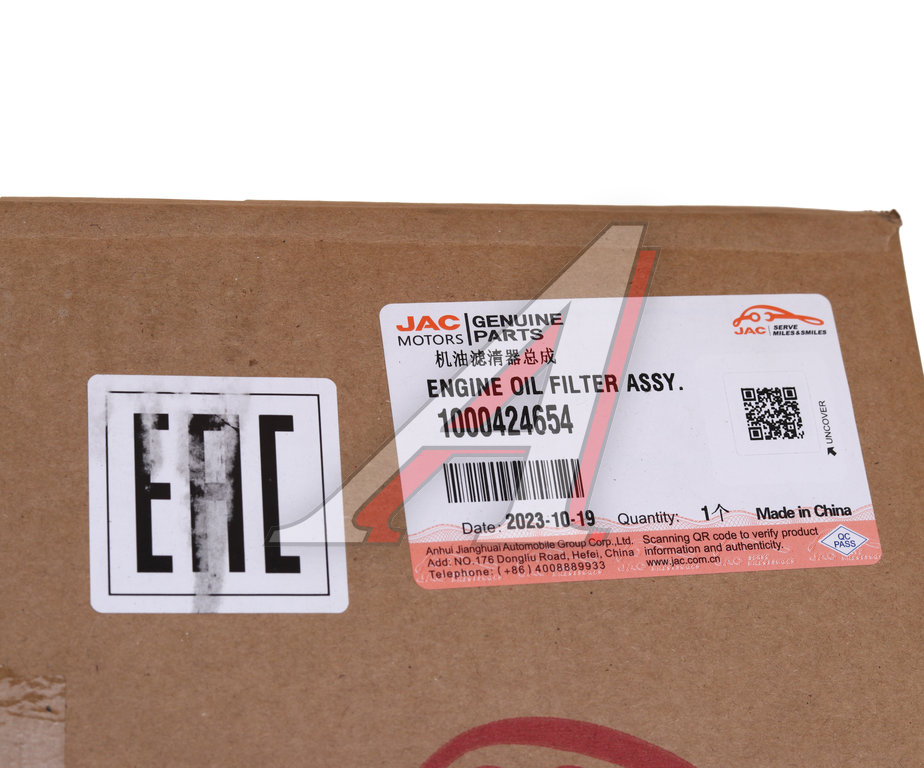 JAC MOTORS | GENUINE PARTS
JAC | SERVE MILES&SMILES
机油滤清器总成
ENGINE OIL FILTER ASSY.
1000424654
UNCOVER
Date: 2023-10-19 Quantity: 1个 Made in China
Anhui Jianghuai Automobile Group Corp.,Ltd.
Add. NO.176 Dongliu Road, Hefei, China
Telephone: (+86) 4008889933
Scanning QR code to verify product
information and authenticity.
www.jac.com.cn
QC
PASS
EAC